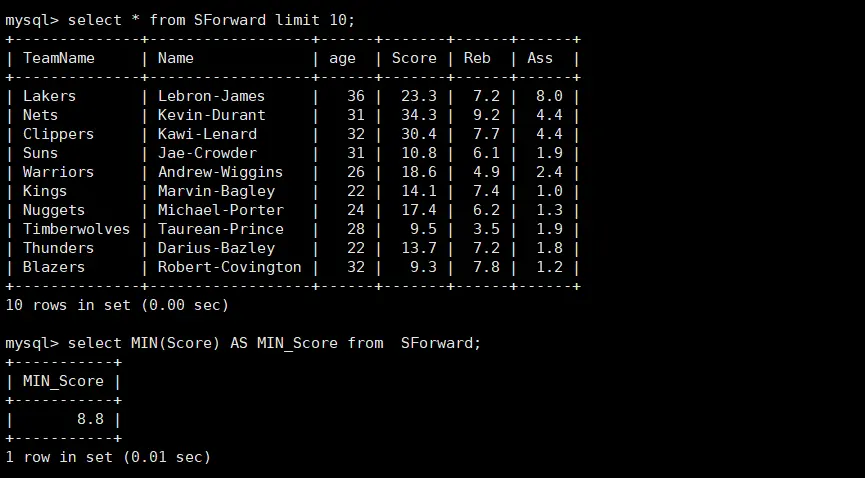 mysql> select * from SForward limit 10;
+--------------+------------------+------+-------+------+------+
| TeamName     | Name             | age  | Score | Reb  | Ass  |
+--------------+------------------+------+-------+------+------+
| Lakers       | Lebron-James     |   36 |  23.3 |  7.2 |  8.0 |
| Nets         | Kevin-Durant     |   31 |  34.3 |  9.2 |  4.4 |
| Clippers     | Kawi-Lenard      |   32 |  30.4 |  7.7 |  4.4 |
| Suns         | Jae-Crowder      |   31 |  10.8 |  6.1 |  1.9 |
| Warriors     | Andrew-Wiggins   |   26 |  18.6 |  4.9 |  2.4 |
| Kings        | Marvin-Bagley    |   22 |  14.1 |  7.4 |  1.0 |
| Nuggets      | Michael-Porter   |   24 |  17.4 |  6.2 |  1.3 |
| Timberwolves | Taurean-Prince   |   28 |   9.5 |  3.5 |  1.9 |
| Thunders     | Darius-Bazley    |   22 |  13.7 |  7.2 |  1.8 |
| Blazers      | Robert-Covington |   32 |   9.3 |  7.8 |  1.2 |
+--------------+------------------+------+-------+------+------+
10 rows in set (0.00 sec)

mysql> select MIN(Score) AS MIN_Score from  SForward;
+-----------+
| MIN_Score |
+-----------+
|       8.8 |
+-----------+
1 row in set (0.01 sec)